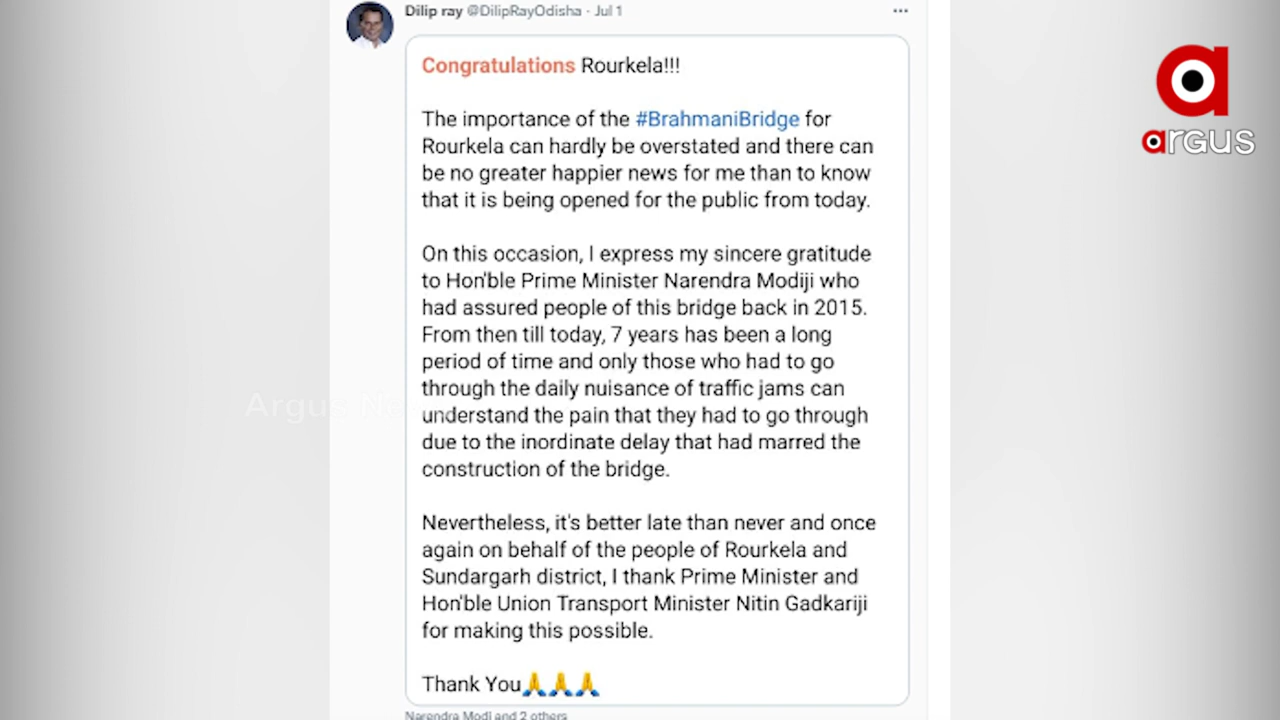 Dilip ray @DilipRayOdisha · Jul 1 ...
Congratulations Rourkela!!!
The importance of the #BrahmaniBridge for
Rourkela can hardly be overstated and there can
be no greater happier news for me than to know
that it is being opened for the public from today.
On this occasion, I express my sincere gratitude
to Hon'ble Prime Minister Narendra Modiji who
had assured people of this bridge back in 2015.
From then till today, 7 years has been a long
period of time and only those who had to go
through the daily nuisance of traffic jams can
understand the pain that they had to go through
due to the inordinate delay that had marred the
construction of the bridge.
Nevertheless, it's better late than never and once
again on behalf of the people of Rourkela and
Sundargarh district, I thank Prime Minister and
Hon'ble Union Transport Minister Nitin Gadkariji
for making this possible.
Thank You🙏🙏🙏
Narendra Modi and 2 others
argus
Argus